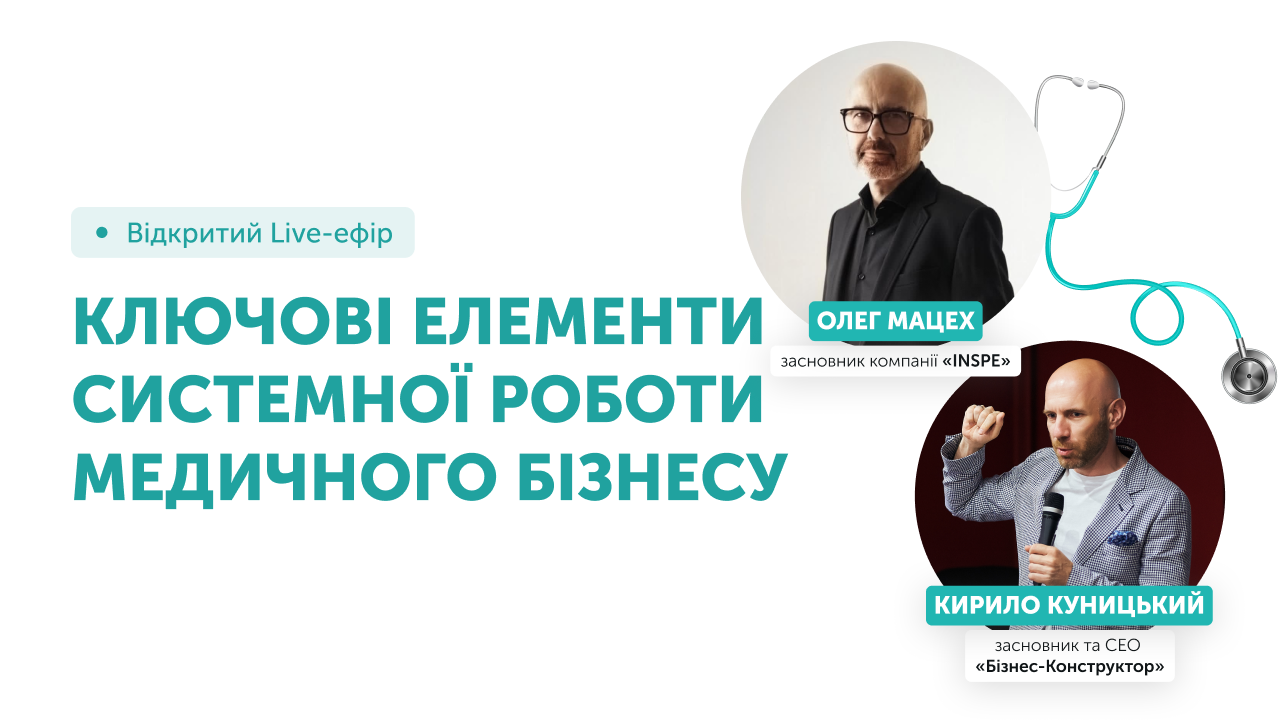 Відкритий Live-ефір
КЛЮЧОВІ ЕЛЕМЕНТИ
СИСТЕМНОЇ РОБОТИ
МЕДИЧНОГО БІЗНЕСУ
ОЛЕГ МАЦЕХ
засновник компанії «INSPE»
КИРИЛО КУНИЦЬКИЙ
засновник та СЕО
«Бізнес-Конструктор»